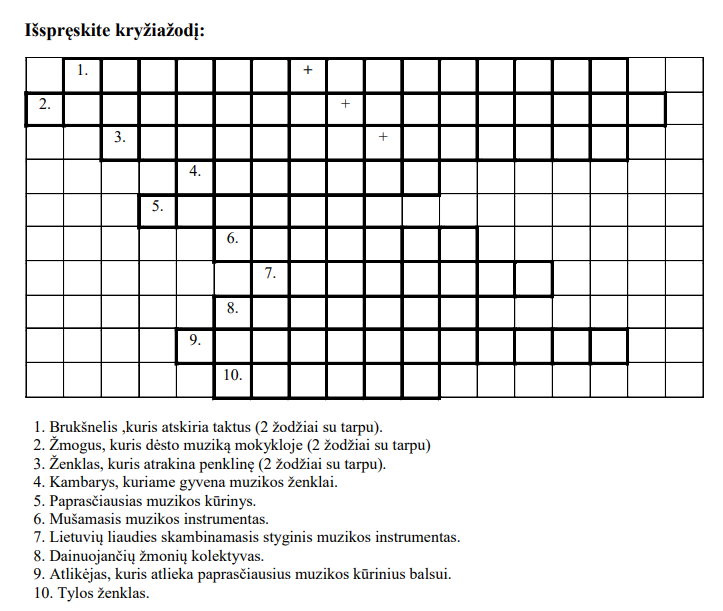 Išspręskite kryžiažodį:
1. +
2. +
3. +
4.
5.
6.
7.
8.
9.
10.
1. Brukšnelis ,kuris atskiria taktus (2 žodžiai su tarpu).
2. Žmogus, kuris dėsto muziką mokykloje (2 žodžiai su tarpu)
3. Ženklas, kuris atrakina penklinę (2 žodžiai su tarpu).
4. Kambarys, kuriame gyvena muzikos ženklai.
5. Paprasčiausias muzikos kūrinys.
6. Mušamasis muzikos instrumentas.
7. Lietuvių liaudies skambinamasis styginis muzikos instrumentas.
8. Dainuojančių žmonių kolektyvas.
9. Atlikėjas, kuris atlieka paprasčiausius muzikos kūrinius balsui.
10. Tylos ženklas.